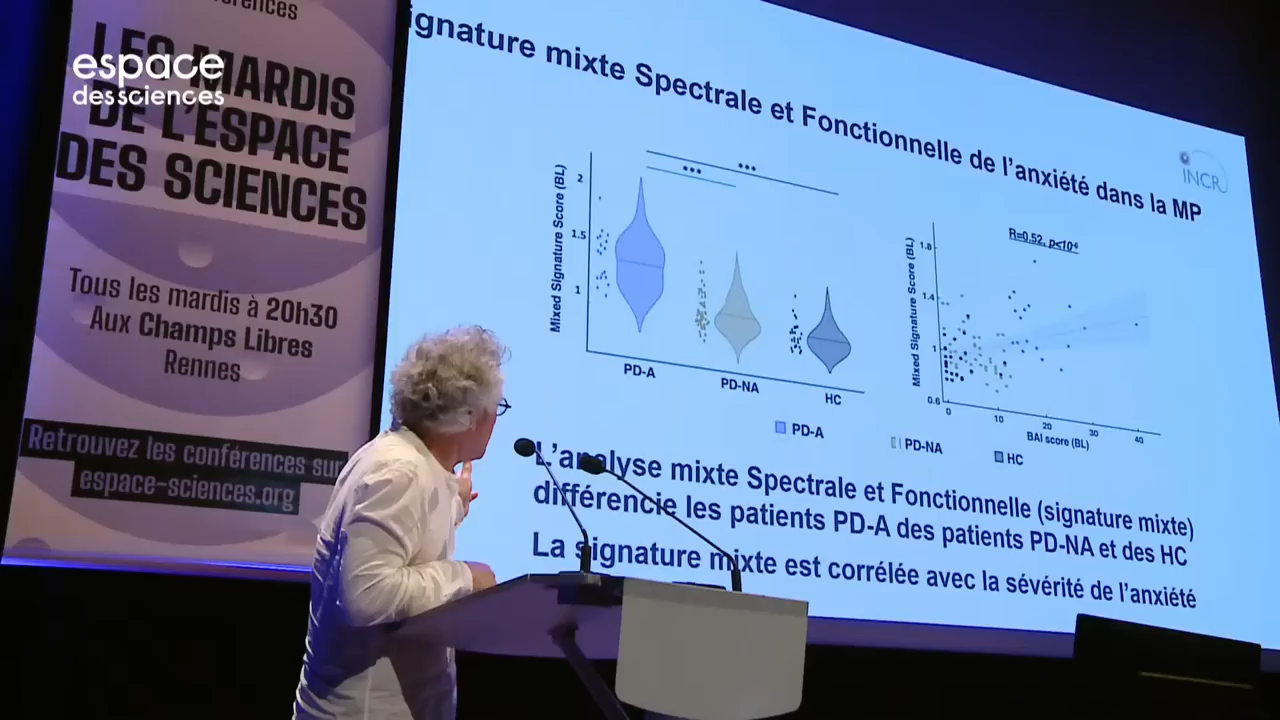 espace
des sciences
LES MARDIS
DE L'ESPACE
DES SCIENCES
Tous les mardis à 20h30
Aux Champs Libres
Rennes
Retrouvez les conférences sur
espace-sciences.org
ignature mixte Spectrale et Fonctionnelle de l'anxiété dans la MP
INCR
Mixed Signature Score (BL)
2
1.5
1
PD-A
PD-NA
HC
R=0.52, p<10⁻⁶
Mixed Signature Score (BL)
1.8
1.4
1
0.6
0
10
20
30
40
BAI score (BL)
PD-A
PD-NA
HC
L'analyse mixte Spectrale et Fonctionnelle (signature mixte)
différencie les patients PD-A des patients PD-NA et des HC
La signature mixte est corrélée avec la sévérité de l'anxiété